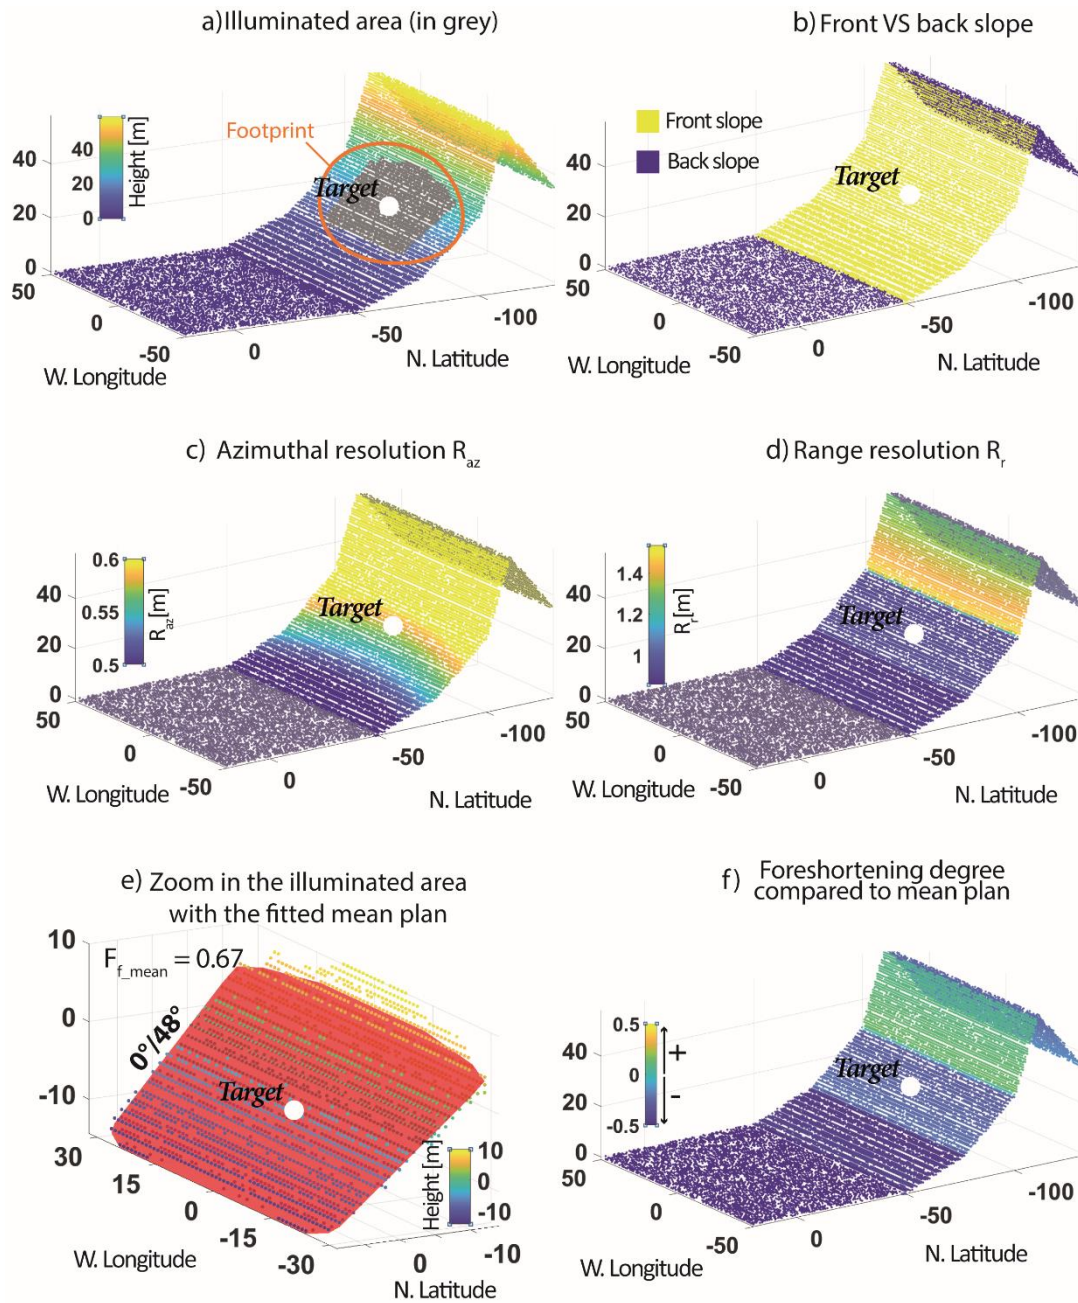 a) Illuminated area (in grey)
Footprint
Target
Height [m]
40
20
0
40
20
0
50
0
-50
0
-50
-100
W. Longitude
N. Latitude
b) Front VS back slope
Front slope
Back slope
Target
40
20
0
50
0
-50
0
-50
-100
W. Longitude
N. Latitude
c) Azimuthal resolution Raz
0.6
0.55
0.5
Raz[m]
Target
40
20
0
50
0
-50
0
-50
-100
W. Longitude
N. Latitude
d) Range resolution Rr
1.4
1.2
1
Rr[m]
Target
40
20
0
50
0
-50
0
-50
-100
W. Longitude
N. Latitude
e) Zoom in the illuminated area
with the fitted mean plan
Ff_mean = 0.67
0°/48°
Target
10
0
-10
30
15
0
-15
-30
0
-10
Height [m]
10
0
-10
W. Longitude
N. Latitude
f) Foreshortening degree
compared to mean plan
0.5
0
-0.5
+
-
Target
40
20
0
50
0
-50
0
-50
-100
W. Longitude
N. Latitude